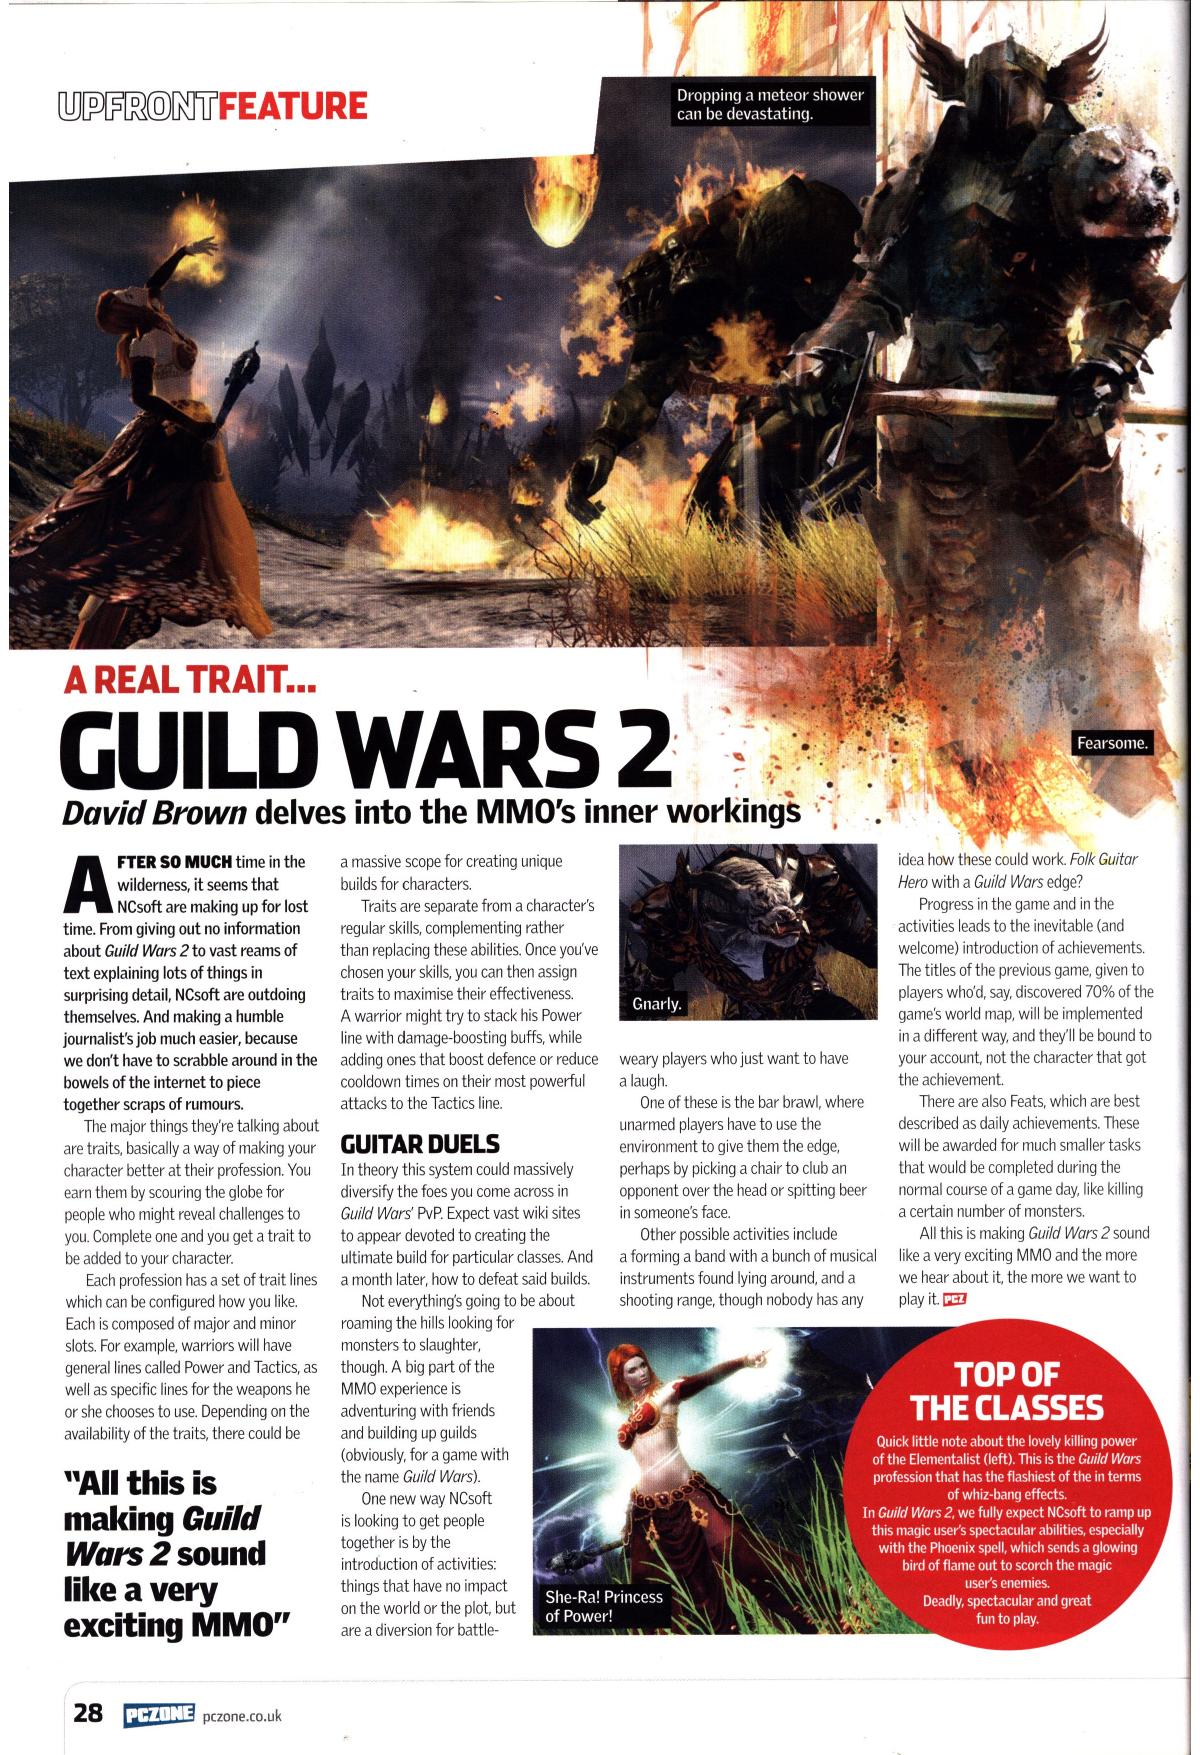 UPFRONTFEATURE
Dropping a meteor shower
can be devastating.
Fearsome.
A REAL TRAIT...
GUILD WARS 2
David Brown delves into the MMO's inner workings
AFTER SO MUCH time in the
wilderness, it seems that
NCsoft are making up for lost
time. From giving out no information
about Guild Wars 2 to vast reams of
text explaining lots of things in
surprising detail, NCsoft are outdoing
themselves. And making a humble
journalist's job much easier, because
we don't have to scrabble around in the
bowels of the internet to piece
together scraps of rumours.
The major things they're talking about
are traits, basically a way of making your
character better at their profession. You
earn them by scouring the globe for
people who might reveal challenges to
you. Complete one and you get a trait to
be added to your character.
Each profession has a set of trait lines
which can be configured how you like.
Each is composed of major and minor
slots. For example, warriors will have
general lines called Power and Tactics, as
well as specific lines for the weapons he
or she chooses to use. Depending on the
availability of the traits, there could be
"All this is
making Guild
Wars 2 sound
like a very
exciting MMO"
a massive scope for creating unique
builds for characters.
Traits are separate from a character's
regular skills, complementing rather
than replacing these abilities. Once you've
chosen your skills, you can then assign
traits to maximise their effectiveness.
A warrior might try to stack his Power
line with damage-boosting buffs, while
adding ones that boost defence or reduce
cooldown times on their most powerful
attacks to the Tactics line.
GUITAR DUELS
In theory this system could massively
diversify the foes you come across in
Guild Wars' PvP. Expect vast wiki sites
to appear devoted to creating the
ultimate build for particular classes. And
a month later, how to defeat said builds.
Not everything's going to be about
roaming the hills looking for
monsters to slaughter,
though. A big part of the
MMO experience is
adventuring with friends
and building up guilds
(obviously, for a game with
the name Guild Wars).
One new way NCsoft
is looking to get people
together is by the
introduction of activities:
things that have no impact
on the world or the plot, but
are a diversion for battle-
Gnarly.
weary players who just want to have
a laugh.
One of these is the bar brawl, where
unarmed players have to use the
environment to give them the edge,
perhaps by picking a chair to club an
opponent over the head or spitting beer
in someone's face.
Other possible activities include
a forming a band with a bunch of musical
instruments found lying around, and a
shooting range, though nobody has any
idea how these could work. Folk Guitar
Hero with a Guild Wars edge?
Progress in the game and in the
activities leads to the inevitable (and
welcome) introduction of achievements.
The titles of the previous game, given to
players who'd, say, discovered 70% of the
game's world map, will be implemented
in a different way, and they'll be bound to
your account, not the character that got
the achievement.
There are also Feats, which are best
described as daily achievements. These
will be awarded for much smaller tasks
that would be completed during the
normal course of a game day, like killing
a certain number of monsters.
All this is making Guild Wars 2 sound
like a very exciting MMO and the more
we hear about it, the more we want to
play it. PCZ
She-Ra! Princess
of Power!
TOP OF
THE CLASSES
Quick little note about the lovely killing power
of the Elementalist (left). This is the Guild Wars
profession that has the flashiest of the in terms
of whiz-bang effects.
In Guild Wars 2, we fully expect NCsoft to ramp up
this magic user's spectacular abilities, especially
with the Phoenix spell, which sends a glowing
bird of flame out to scorch the magic
user's enemies.
Deadly, spectacular and great
fun to play.
28 PCZONE pczone.co.uk